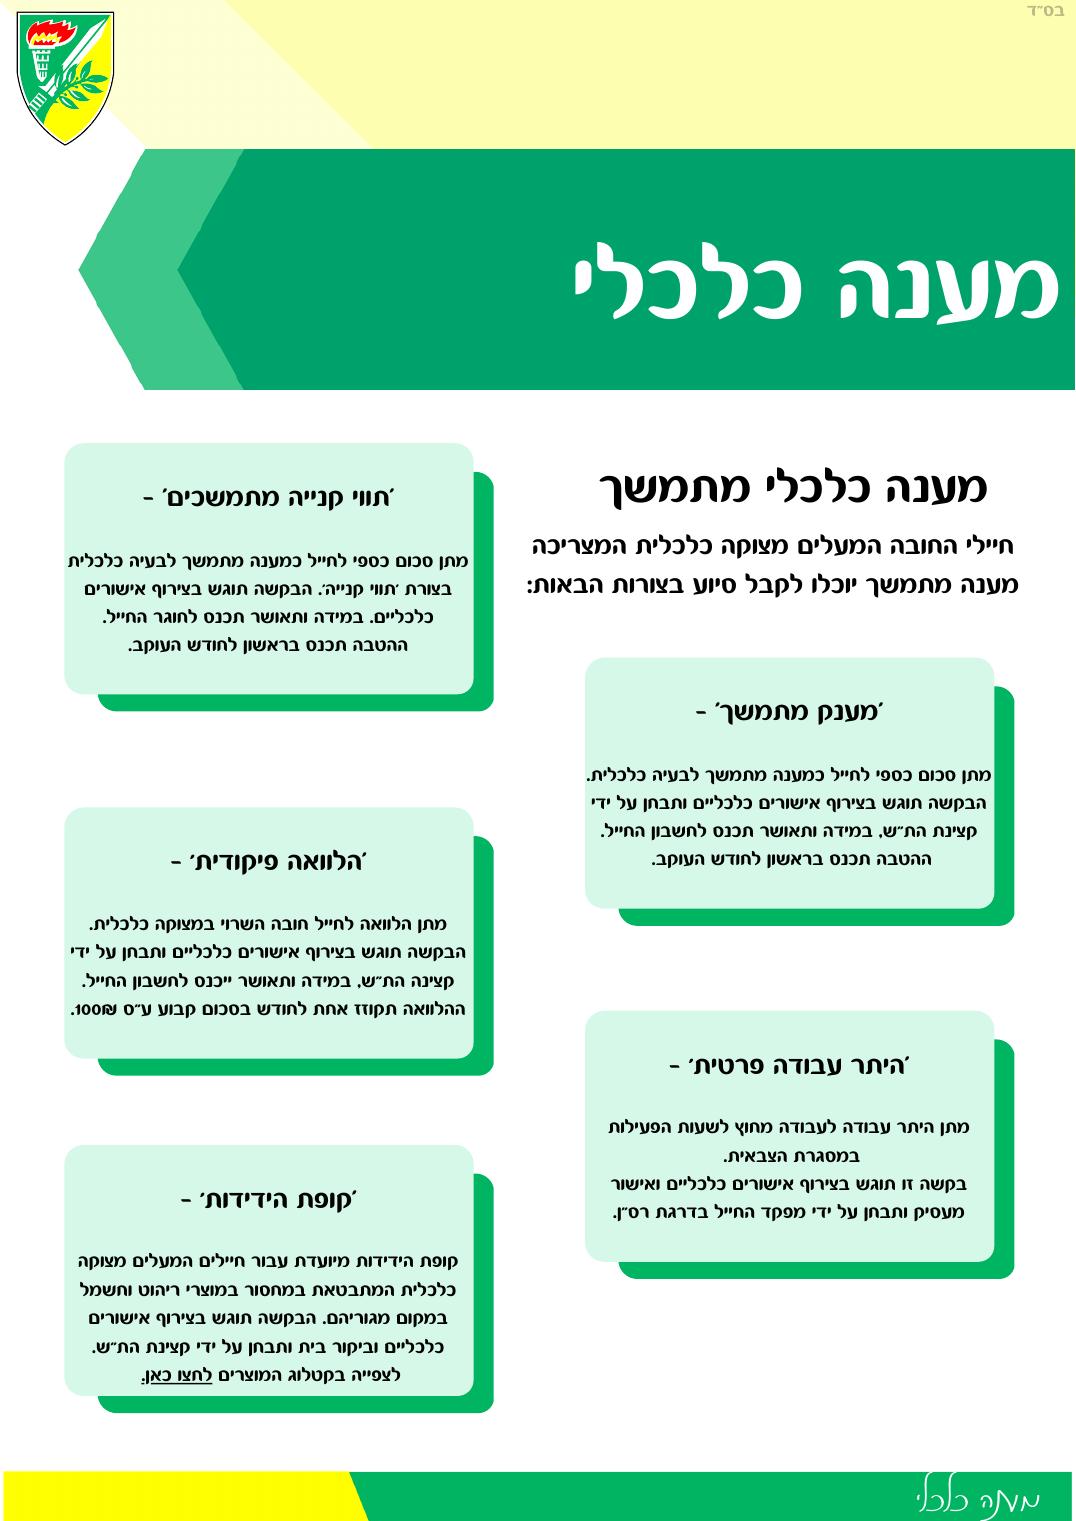 בס״ד
מענה כלכלי
מענה כלכלי מתמשך
חיילי החובה המעלים מצוקה כלכלית המצריכה
מענה מתמשך יוכלו לקבל סיוע בצורות הבאות:
'מענק מתמשך' -
מתן סכום כספי לחייל כמענה מתמשך לבעיה כלכלית.
הבקשה תוגש בצירוף אישורים כלכליים ותבחן על ידי
קצינת הת״ש, במידה ותאושר תכנס לחשבון החייל.
ההטבה תכנס בראשון לחודש העוקב.
'היתר עבודה פרטית' -
מתן היתר עבודה לעבודה מחוץ לשעות הפעילות
במסגרת הצבאית.
בקשה זו תוגש בצירוף אישורים כלכליים ואישור
מעסיק ותבחן על ידי מפקד החייל בדרגת רס״ן.
'תווי קנייה מתמשכים' -
מתן סכום כספי לחייל כמענה מתמשך לבעיה כלכלית
בצורת 'תווי קנייה'. הבקשה תוגש בצירוף אישורים
כלכליים. במידה ותאושר תכנס לחוגר החייל.
ההטבה תכנס בראשון לחודש העוקב.
'הלוואה פיקודית' -
מתן הלוואה לחייל חובה השרוי במצוקה כלכלית.
הבקשה תוגש בצירוף אישורים כלכליים ותבחן על ידי
קצינה הת״ש, במידה ותאושר ייכנס לחשבון החייל.
ההלוואה תקוזז אחת לחודש בסכום קבוע ע״ס 100₪.
'קופת הידידות' -
קופת הידידות מיועדת עבור חיילים המעלים מצוקה
כלכלית המתבטאת במחסור במוצרי ריהוט וחשמל
במקום מגוריהם. הבקשה תוגש בצירוף אישורים
כלכליים וביקור בית ותבחן על ידי קצינת הת״ש.
לצפייה בקטלוג המוצרים לחצו כאן.
מענה כלכלי